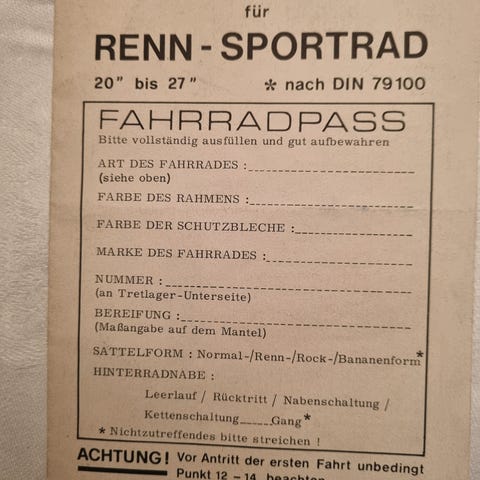 für
RENN - SPORTRAD
20" bis 27" * nach DIN 79100
FAHRRADPASS
Bitte vollständig ausfüllen und gut aufbewahren
ART DES FAHRRADES :
(siehe oben)
FARBE DES RAHMENS :
FARBE DER SCHUTZBLECHE :
MARKE DES FAHRRADES :
NUMMER :
(an Tretlager-Unterseite)
BEREIFUNG :
(Maßangabe auf dem Mantel)
SATTELFORM : Normal-/Renn-/Rock-/Bananenform*
HINTERRADNABE :
Leerlauf / Rücktritt / Nabenschaltung /
Kettenschaltung_____Gang*
* Nichtzutreffendes bitte streichen !
ACHTUNG! Vor Antritt der ersten Fahrt unbedingt
Punkt 12 - 14 beachten